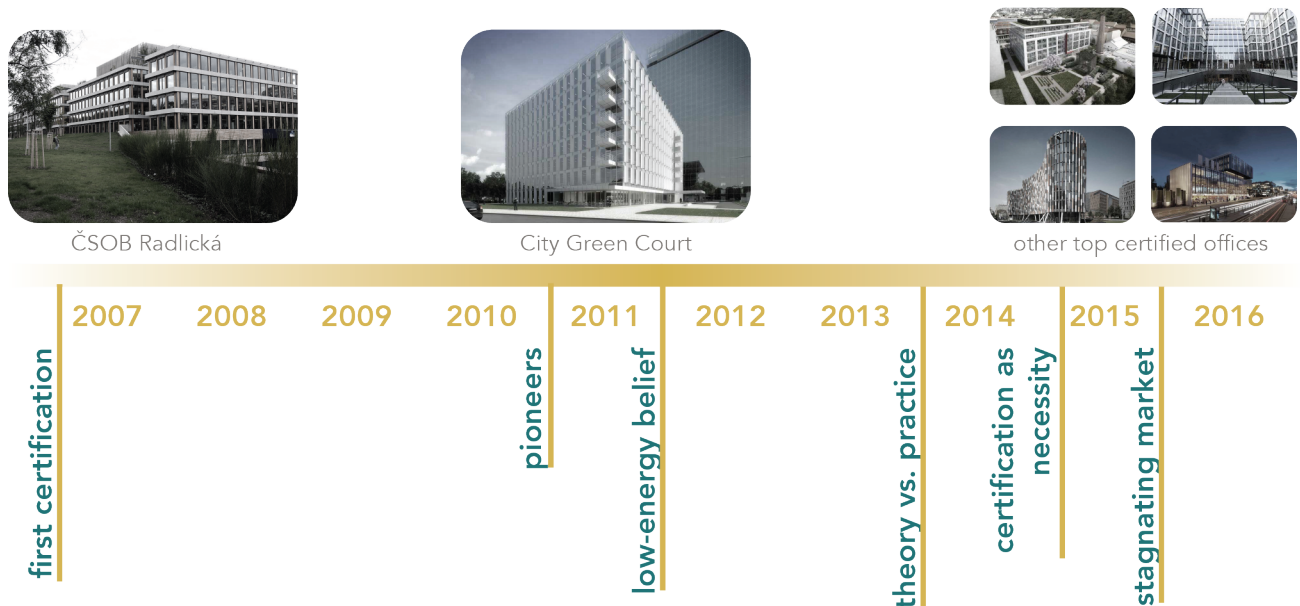 ČSOB Radlická
City Green Court
other top certified offices
2007 2008 2009 2010 2011 2012 2013 2014 2015 2016
first certification
pioneers
low-energy belief
theory vs. practice
certification as
necessity
stagnating market